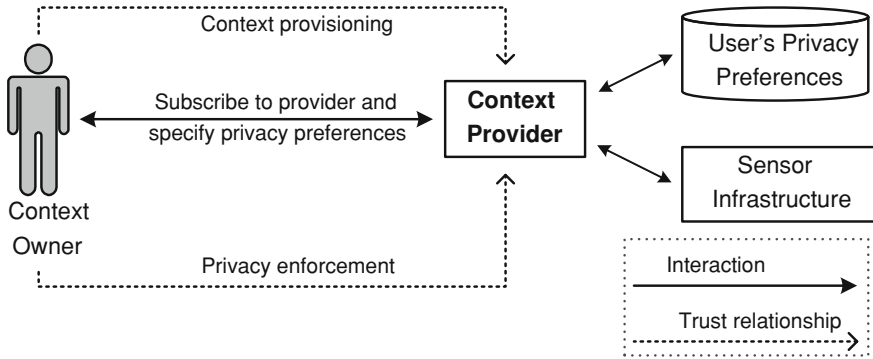 Context provisioning
User's Privacy
Preferences
Subscribe to provider and
specify privacy preferences
Context
Provider
Sensor
Infrastructure
Context
Owner
Privacy enforcement
Interaction
Trust relationship